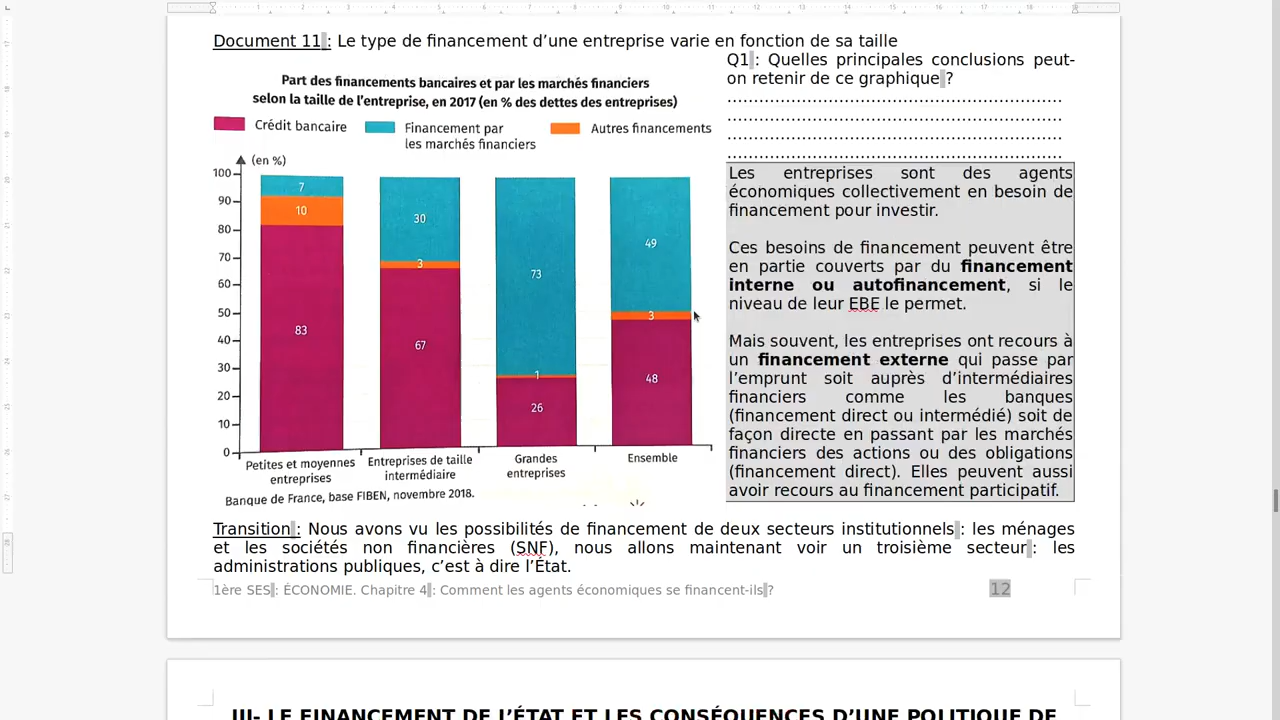 Document 11 : Le type de financement d’une entreprise varie en fonction de sa taille
Part des financements bancaires et par les marchés financiers
selon la taille de l’entreprise, en 2017 (en % des dettes des entreprises)
Crédit bancaire
Financement par
les marchés financiers
Autres financements
(en %)
100
90
80
70
60
50
40
30
20
10
0
7
10
83
30
3
67
73
1
26
49
3
48
Petites et moyennes
entreprises
Entreprises de taille
intermédiaire
Grandes
entreprises
Ensemble
Banque de France, base FIBEN, novembre 2018.
Q1 : Quelles principales conclusions peut-
on retenir de ce graphique ?
................................................................
................................................................
................................................................
................................................................
Les entreprises sont des agents
économiques collectivement en besoin de
financement pour investir.
Ces besoins de financement peuvent être
en partie couverts par du financement
interne ou autofinancement, si le
niveau de leur EBE le permet.
Mais souvent, les entreprises ont recours à
un financement externe qui passe par
l’emprunt soit auprès d’intermédiaires
financiers comme les banques
(financement direct ou intermédié) soit de
façon directe en passant par les marchés
financiers des actions ou des obligations
(financement direct). Elles peuvent aussi
avoir recours au financement participatif.
Transition : Nous avons vu les possibilités de financement de deux secteurs institutionnels : les ménages
et les sociétés non financières (SNF), nous allons maintenant voir un troisième secteur : les
administrations publiques, c’est à dire l’État.
1ère SES : ÉCONOMIE. Chapitre 4 : Comment les agents économiques se financent-ils ?
12
III- LE FINANCEMENT DE L’ÉTAT ET LES CONSÉQUENCES D’UNE POLITIQUE DE